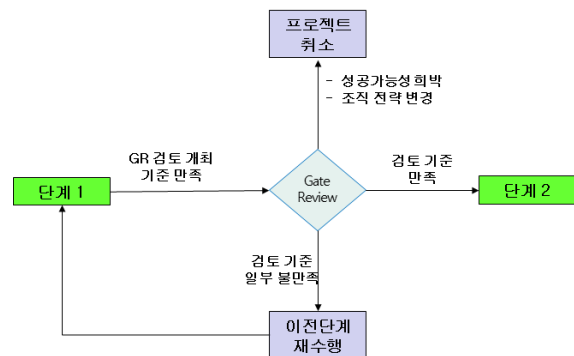 프로젝트
취소
- 성공가능성 희박
- 조직 전략 변경
GR 검토 개최
기준 만족
Gate
Review
검토 기준
만족
단계 1
단계 2
검토 기준
일부 불만족
이전단계
재수행